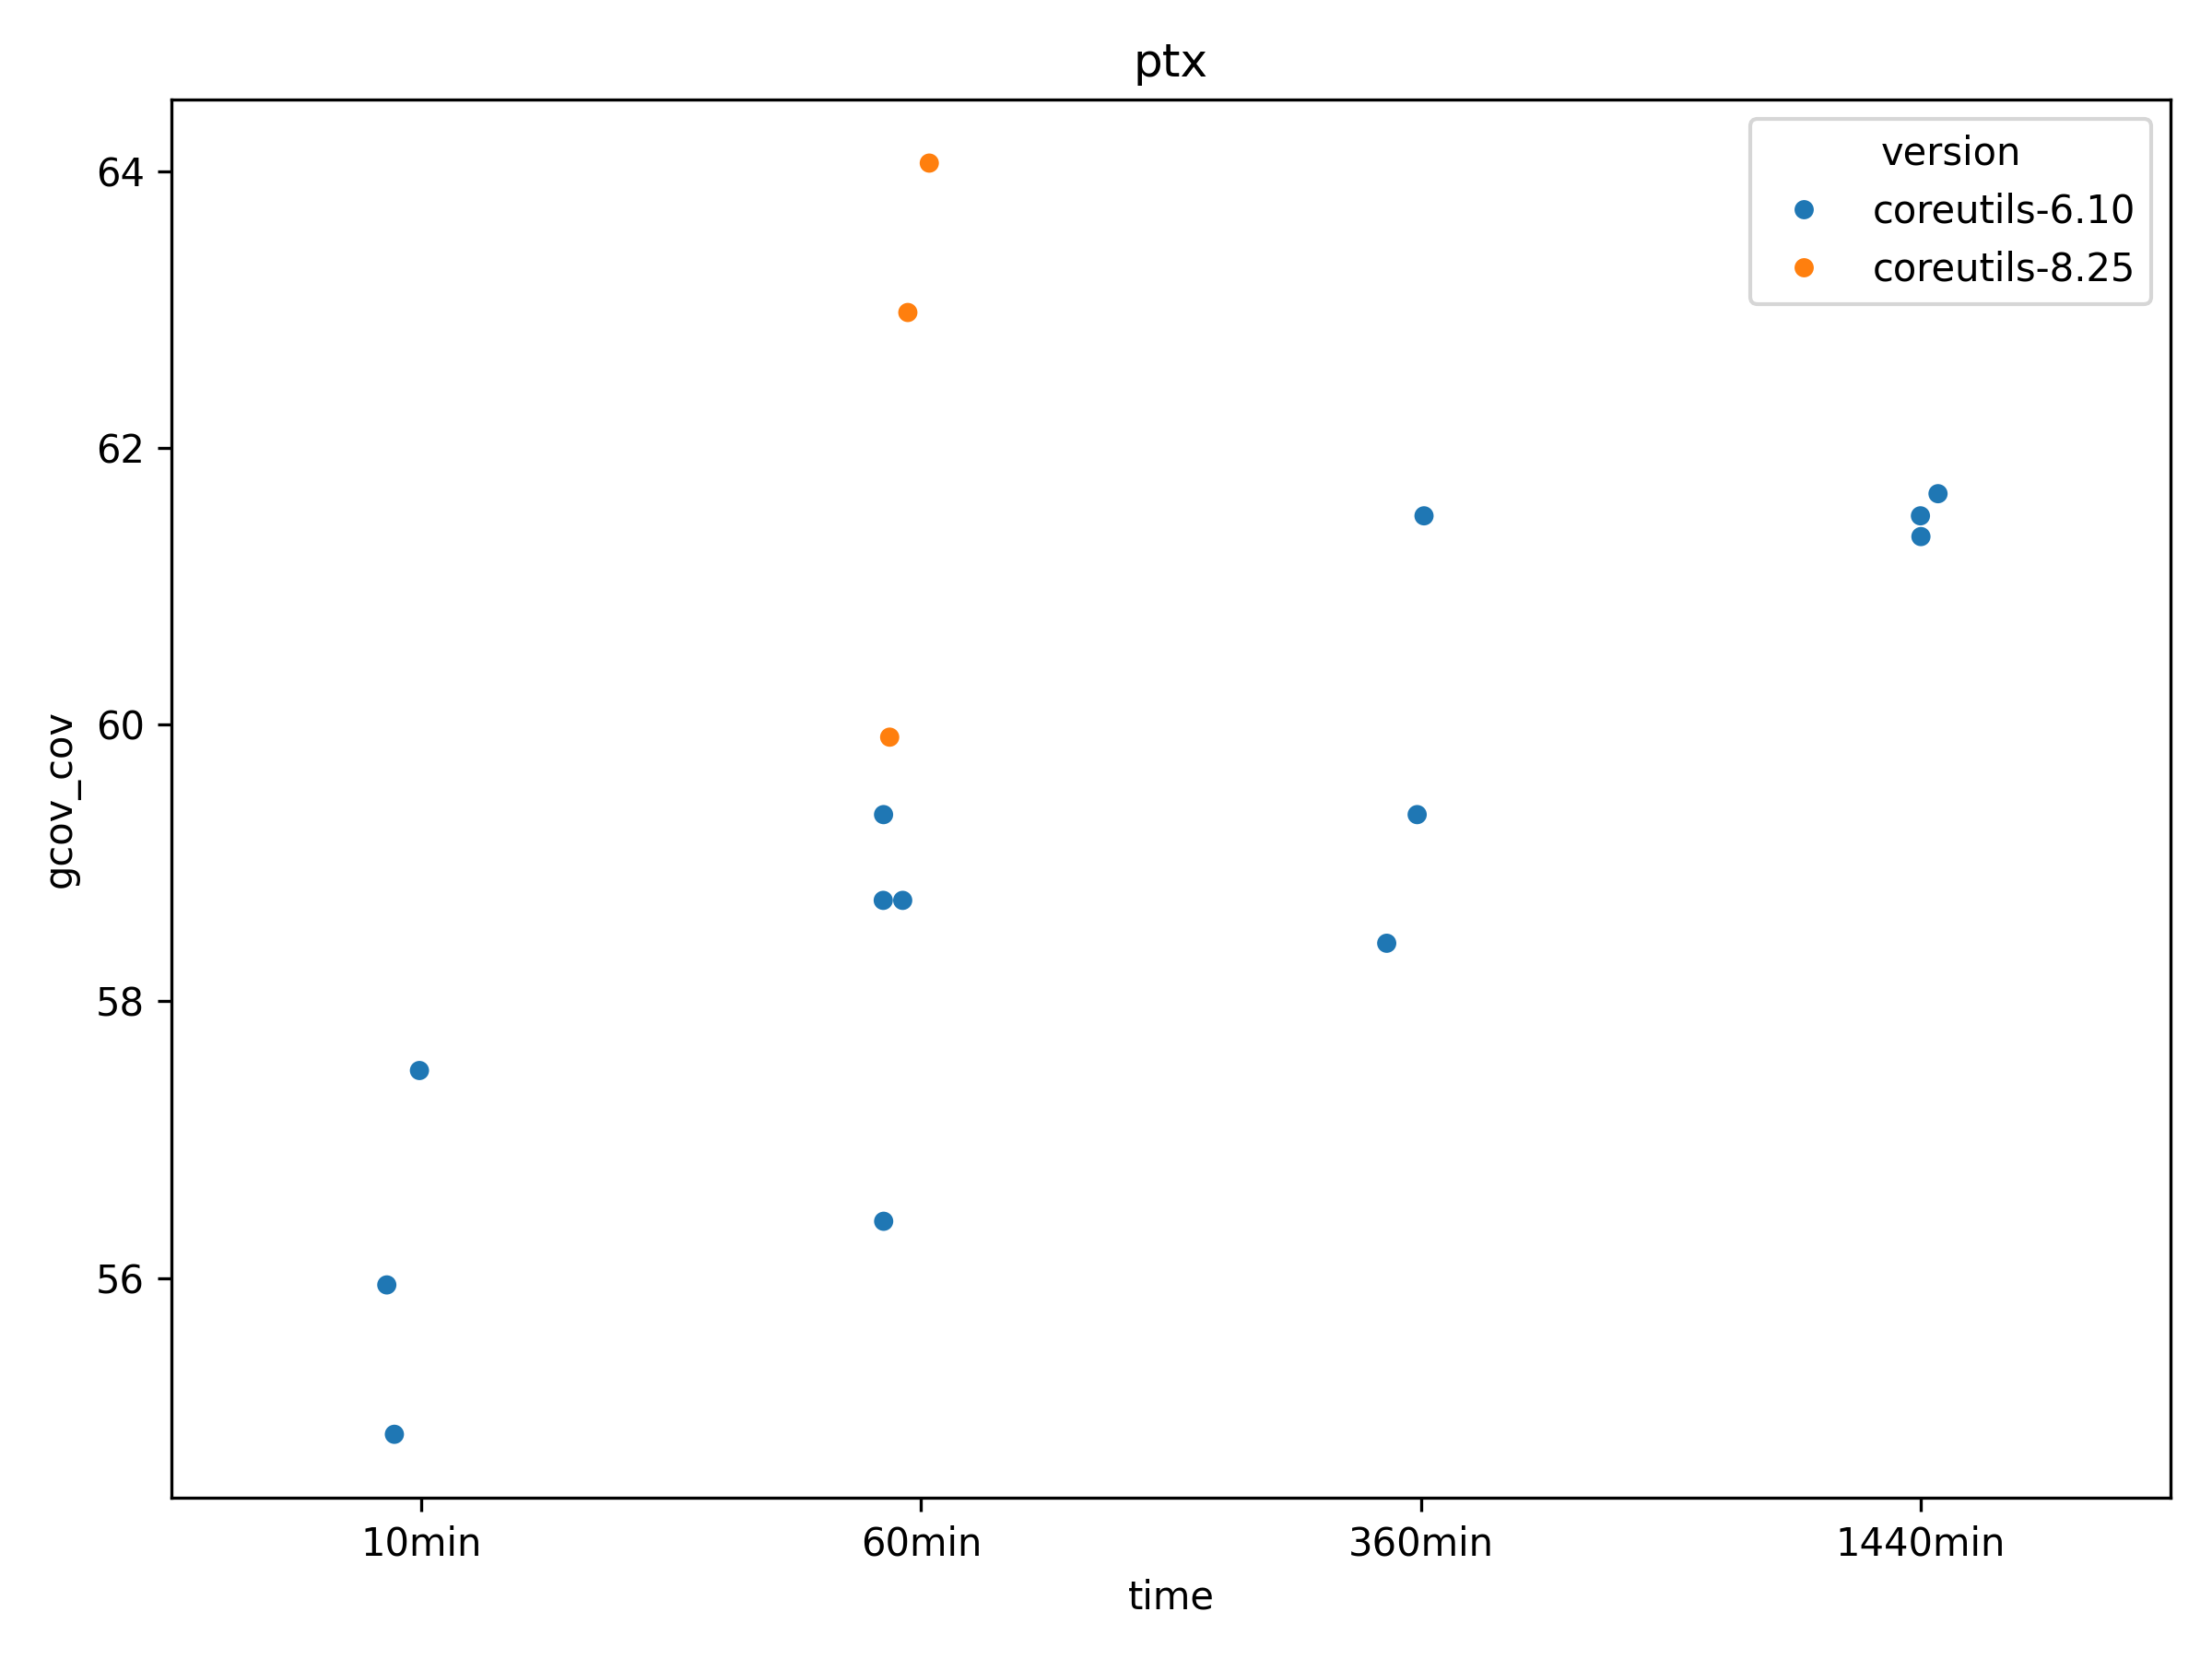 ptx
version
coreutils-6.10
coreutils-8.25
64
62
60
58
56
gcov_cov
10min
60min
360min
1440min
time